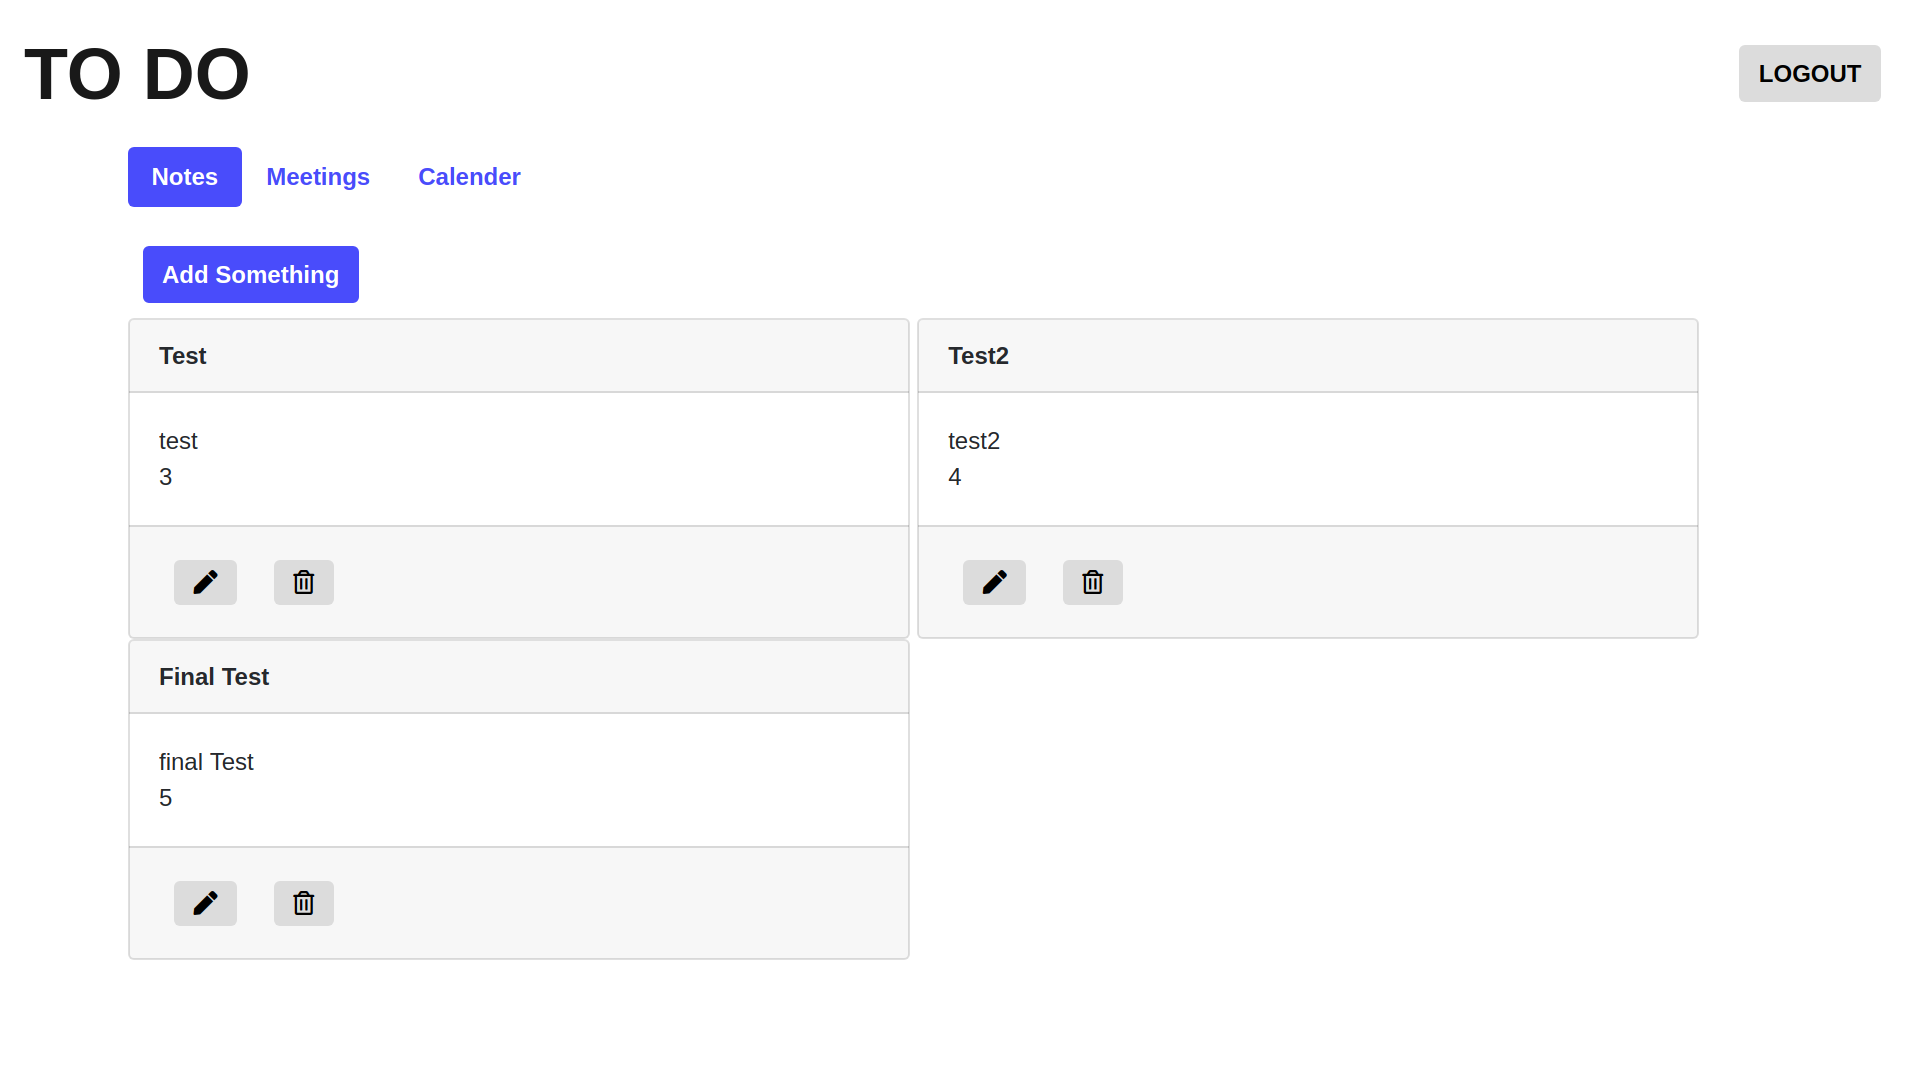 TO DO
LOGOUT
Notes
Meetings
Calender
Add Something
Test
test
3
Test2
test2
4
Final Test
final Test
5